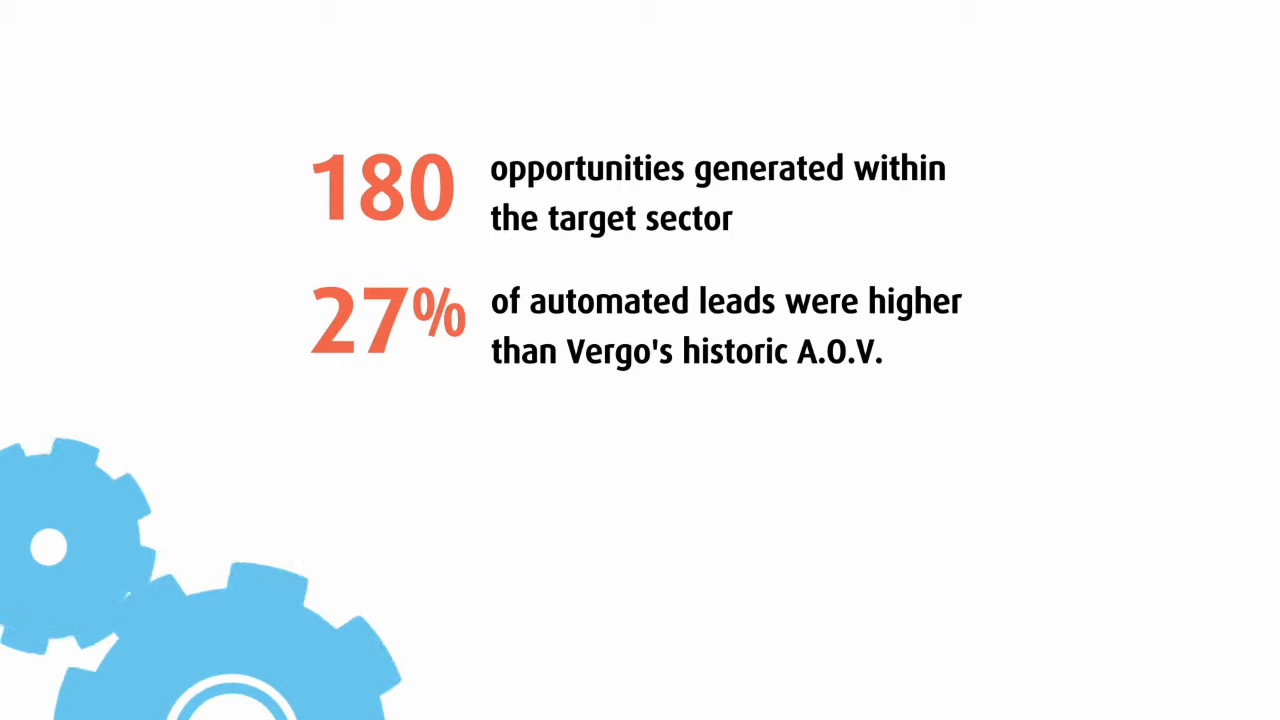 180 opportunities generated within
the target sector
27% of automated leads were higher
than Vergo's historic A.O.V.